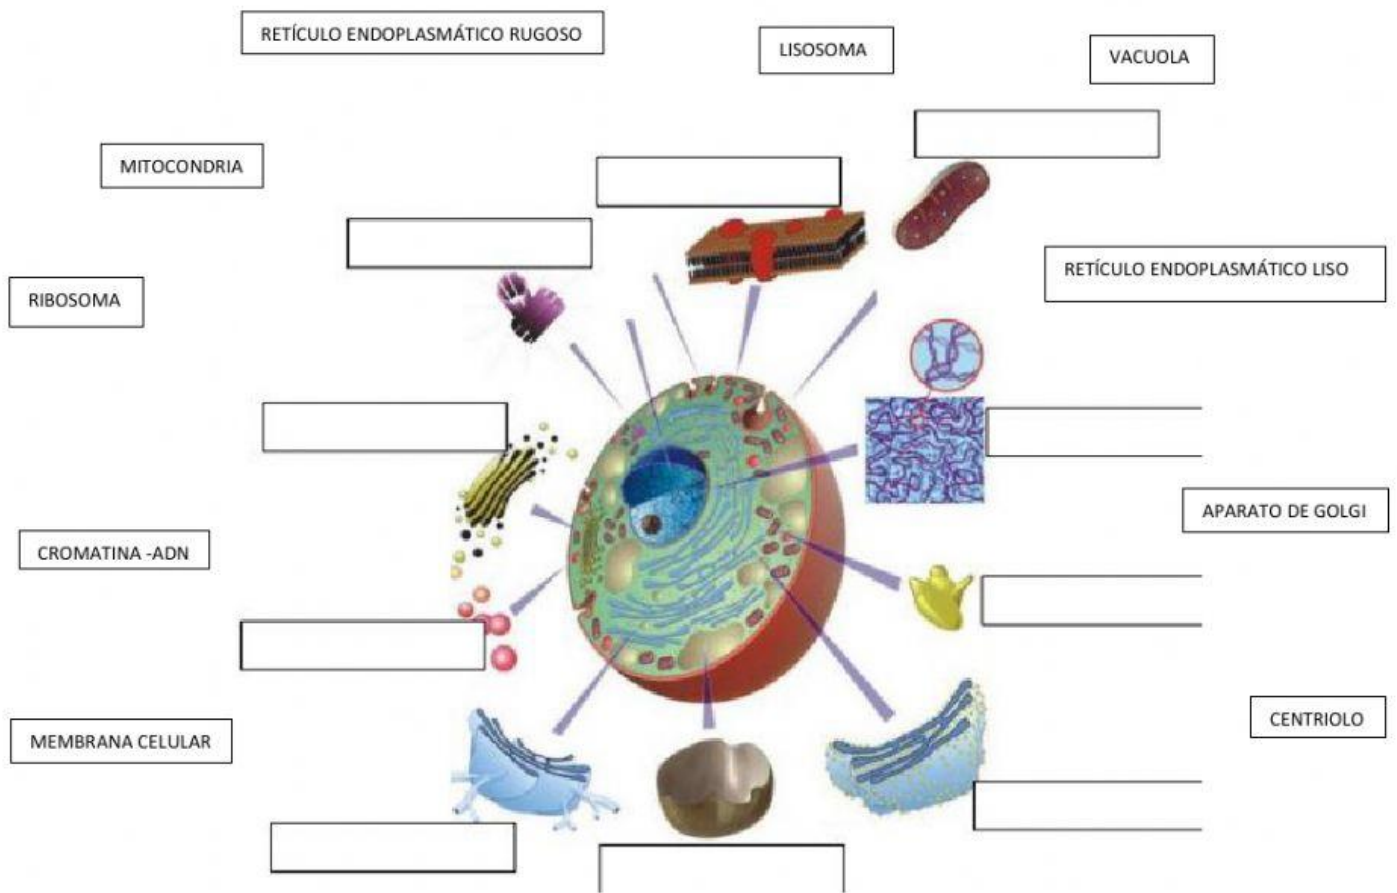 RETÍCULO ENDOPLASMÁTICO RUGOSO
LISOSOMA
VACUOLA
MITOCONDRIA
RETÍCULO ENDOPLASMÁTICO LISO
RIBOSOMA
APARATO DE GOLGI
CROMATINA -ADN
CENTRIOLO
MEMBRANA CELULAR